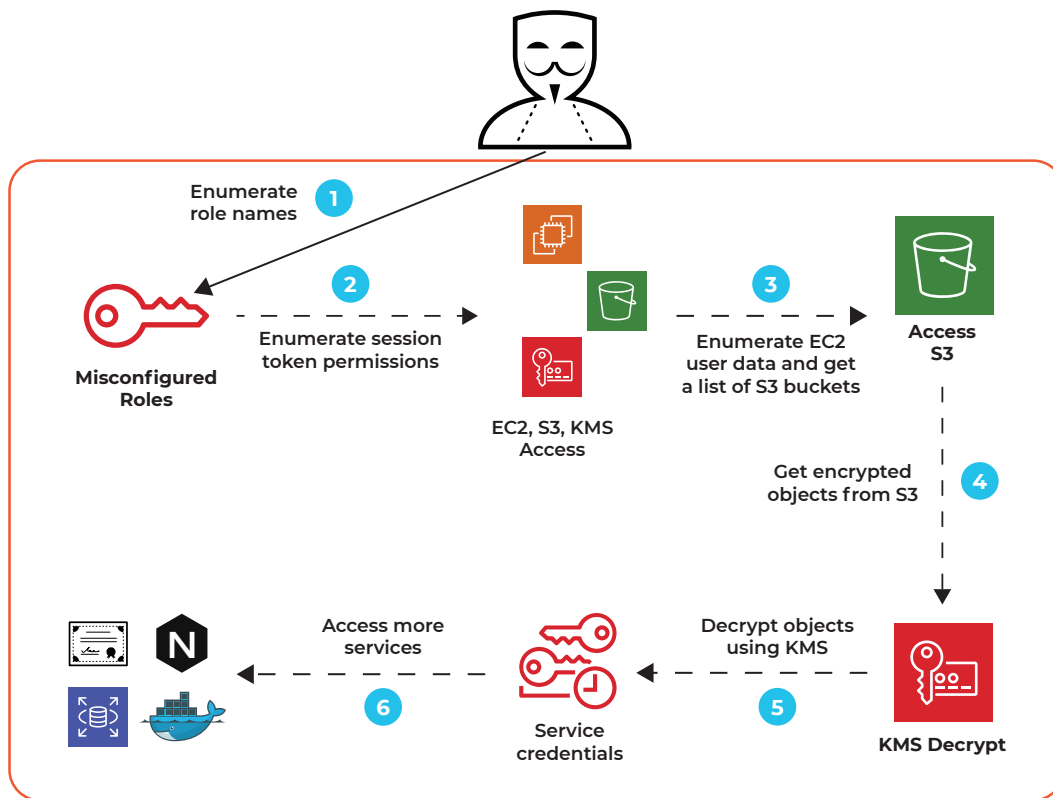 Enumerate
role names
1
2
Enumerate session
token permissions
Misconfigured
Roles
EC2, S3, KMS
Access
3
Enumerate EC2
user data and get
a list of S3 buckets
Access
S3
Get encrypted
objects from S3
4
KMS Decrypt
Decrypt objects
using KMS
5
Service
credentials
Access more
services
6
N